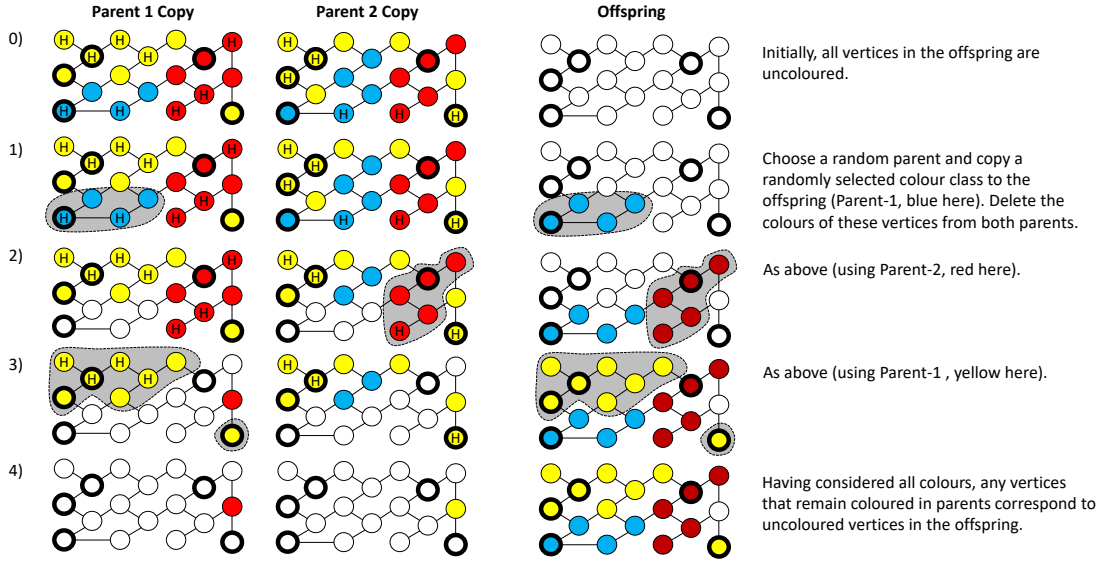 Parent 1 Copy
Parent 2 Copy
Offspring
0)
H H H H
H H H
H
H
H H H H H H
Initially, all vertices in the offspring are
uncoloured.
1)
H H H H
H H H
H
H
H H H H H H
Choose a random parent and copy a
randomly selected colour class to the
offspring (Parent-1, blue here). Delete the
colours of these vertices from both parents.
2)
H H H H
H H H
H
H H H
As above (using Parent-2, red here).
3)
H H H
H H H
H
As above (using Parent-1 , yellow here).
4)
Having considered all colours, any vertices
that remain coloured in parents correspond to
uncoloured vertices in the offspring.